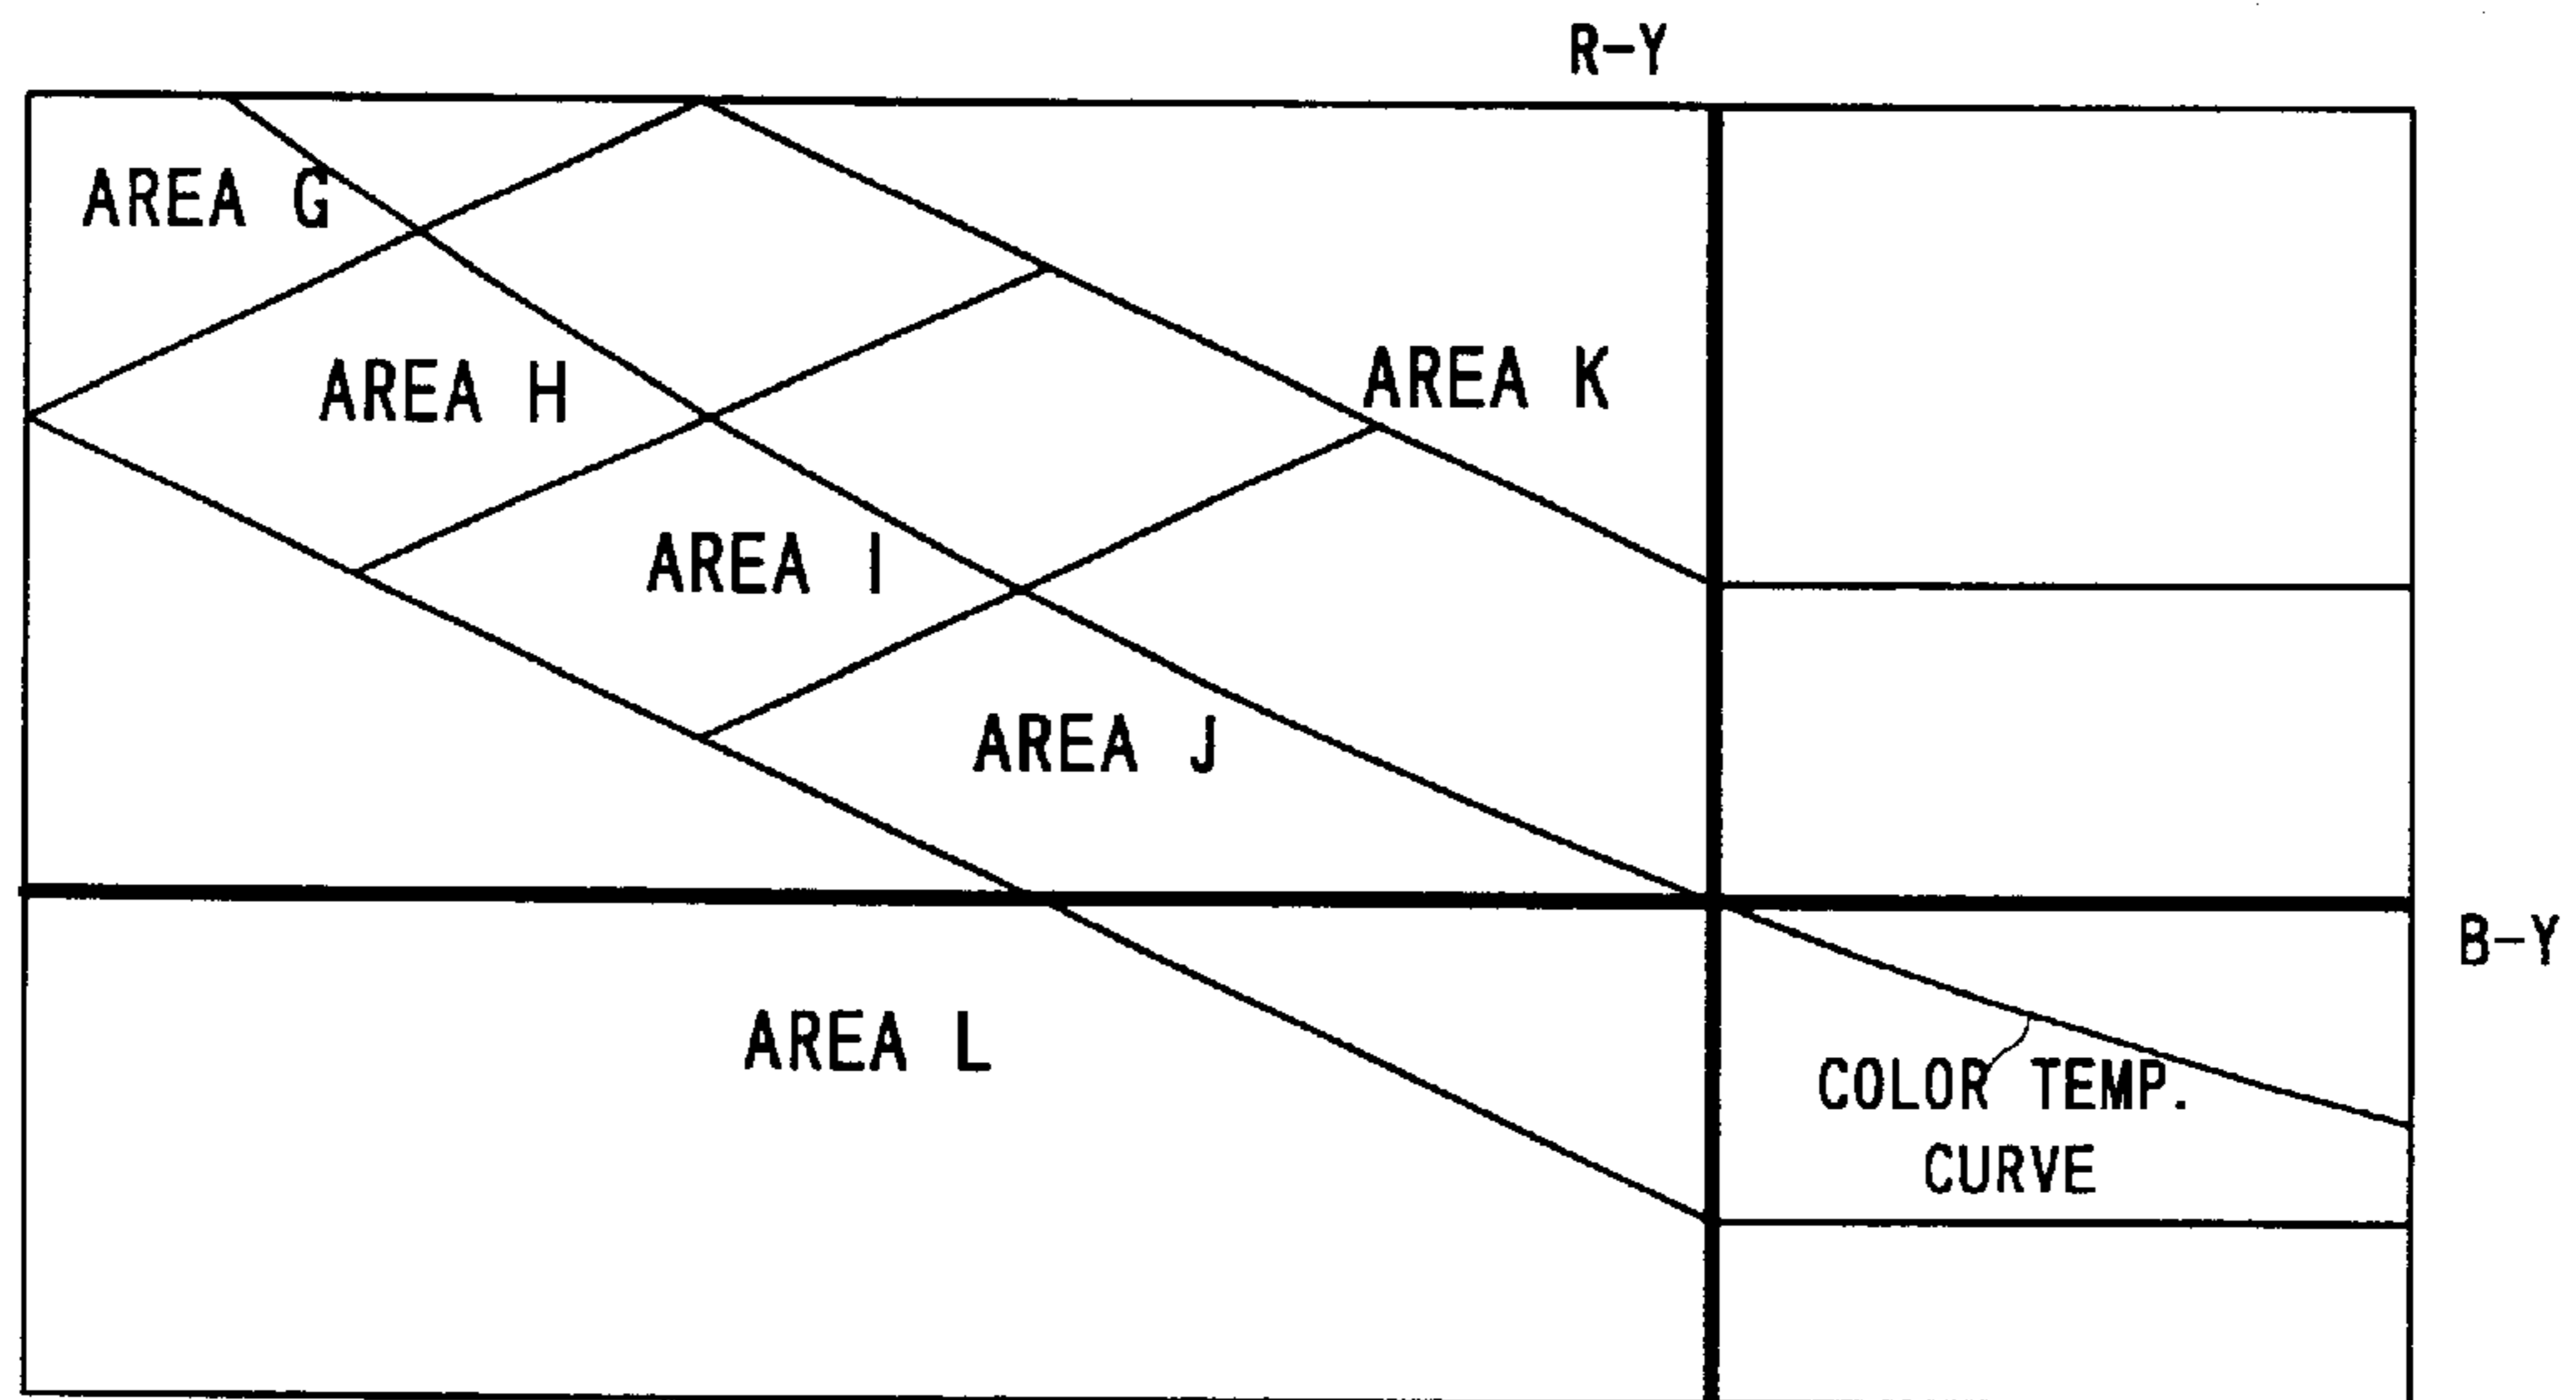 R-Y
AREA G
AREA H
AREA K
AREA I
AREA J
B-Y
AREA L
COLOR TEMP.
CURVE